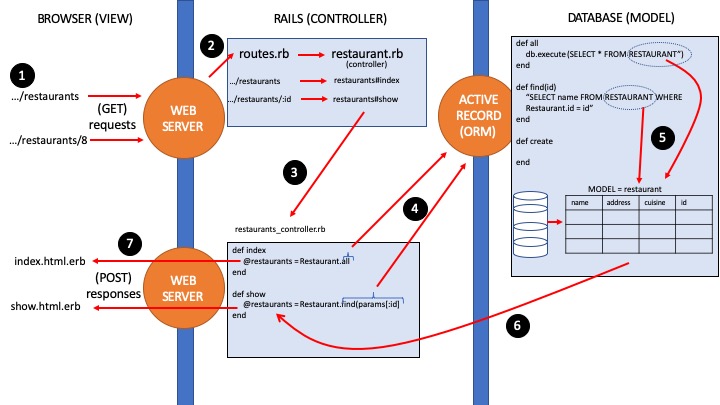 BROWSER (VIEW)
RAILS (CONTROLLER)
DATABASE (MODEL)
1
…/restaurants
(GET)
requests
…/restaurants/8
WEB
SERVER
2
routes.rb
restaurant.rb
(controller)
…/restaurants
restaurants#index
…/restaurants/:id
restaurants#show
3
4
ACTIVE
RECORD
(ORM)
def all
db.execute(SELECT * FROM RESTAURANT”)
end
def find(id)
“SELECT name FROM RESTAURANT WHERE
Restaurant.id = id”
end
def create
end
5
MODEL = restaurant
name address cuisine id
restaurants_controller.rb
def index
@restaurants = Restaurant.all
end
def show
@restaurants = Restaurant.find(params[:id]
end
6
7
index.html.erb
(POST)
responses
show.html.erb
WEB
SERVER